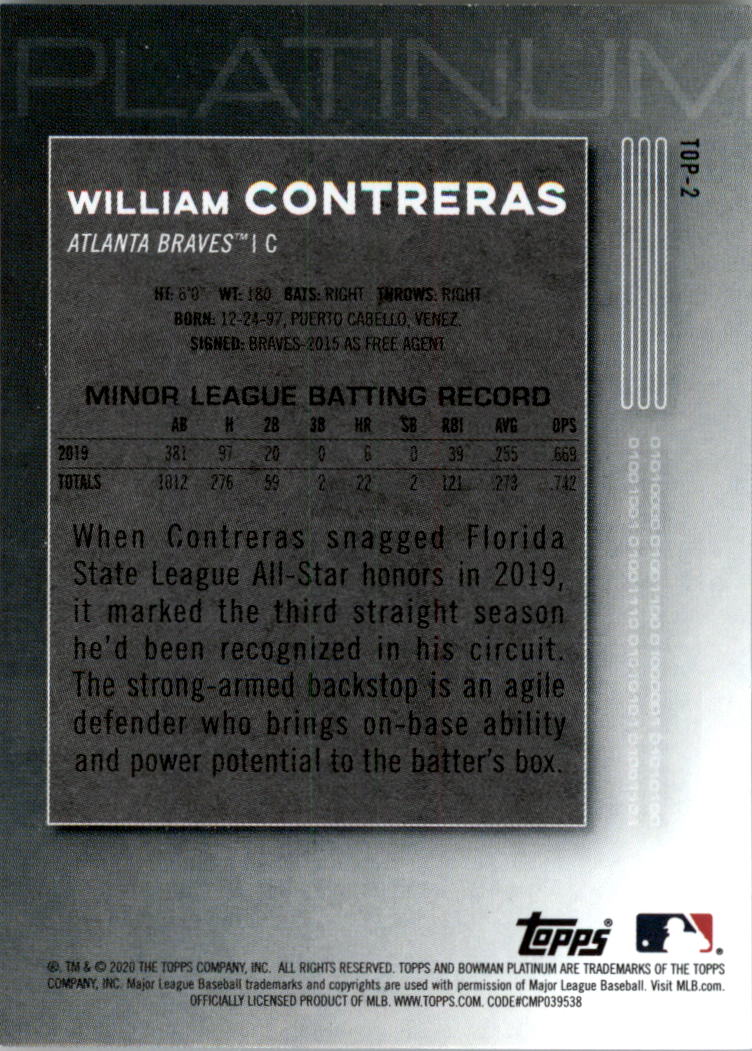 PLATINUM
TOP-2
WILLIAM CONTRERAS
ATLANTA BRAVES™ | C
HT: 6'0" WT: 180 BATS: RIGHT THROWS: RIGHT
BORN: 12-24-97, PUERTO CABELLO, VENEZ.
SIGNED: BRAVES-2015 AS FREE AGENT
MINOR LEAGUE BATTING RECORD
AB H 2B 3B HR SB RBI AVG OPS
2019 381 97 20 0 6 0 39 .255 .669
TOTALS 1012 276 59 2 22 2 121 .273 .742
When Contreras snagged Florida
State League All-Star honors in 2019,
it marked the third straight season
he'd been recognized in his circuit.
The strong-armed backstop is an agile
defender who brings on-base ability
and power potential to the batter's box.
Topps®
®, TM & © 2020 THE TOPPS COMPANY, INC. ALL RIGHTS RESERVED. TOPPS AND BOWMAN PLATINUM ARE TRADEMARKS OF THE TOPPS
COMPANY, INC. Major League Baseball trademarks and copyrights are used with permission of Major League Baseball. Visit MLB.com.
OFFICIALLY LICENSED PRODUCT OF MLB. WWW.TOPPS.COM. CODE#CMP039538